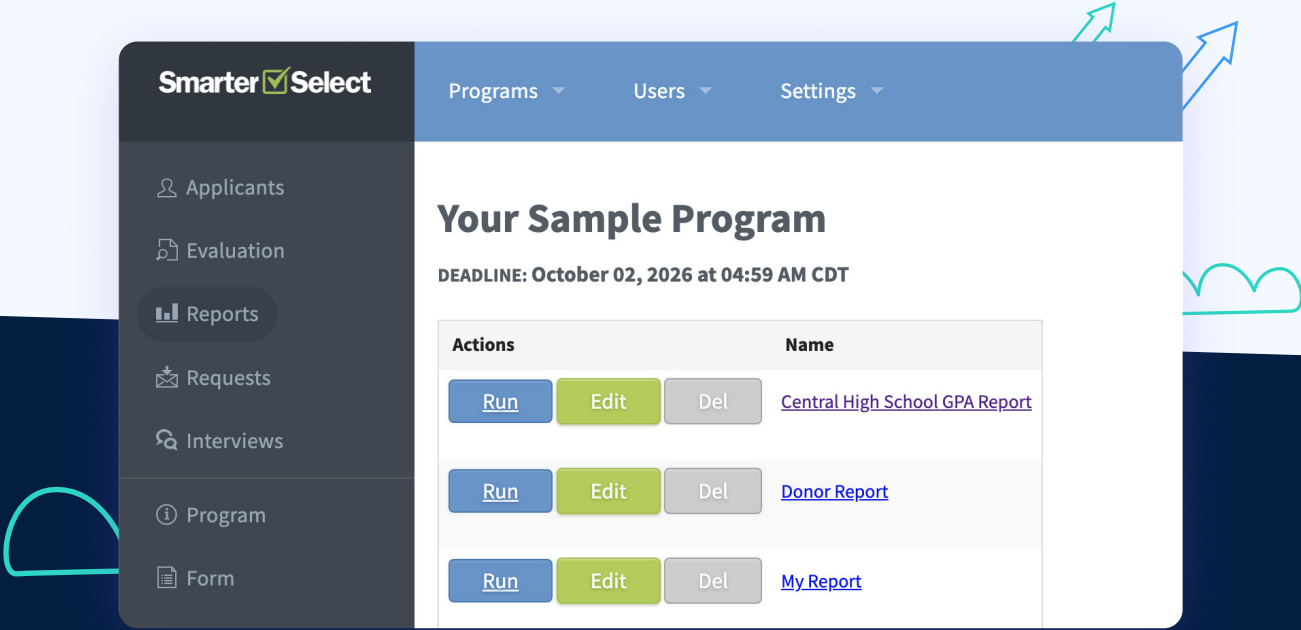 Smarter Select
Programs Users Settings
Applicants
Evaluation
Reports
Requests
Interviews
Program
Form
Your Sample Program
DEADLINE: October 02, 2026 at 04:59 AM CDT
Actions Name
Run Edit Del Central High School GPA Report
Run Edit Del Donor Report
Run Edit Del My Report